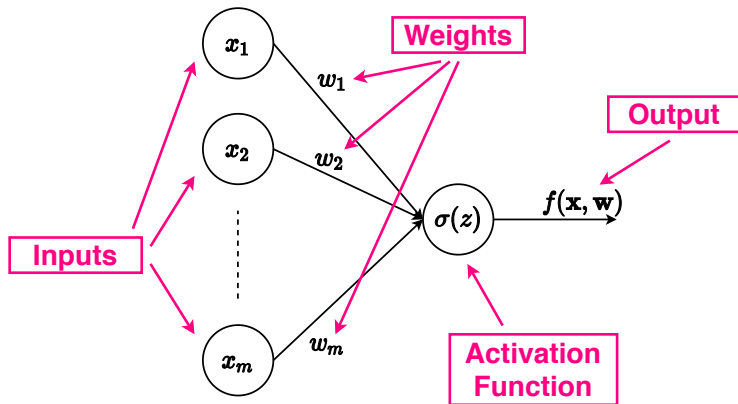 x₁
Weights
w₁
Output
x₂
w₂
f(𝐱, 𝐰)
σ(z)
Inputs
xₘ
wₘ
Activation
Function